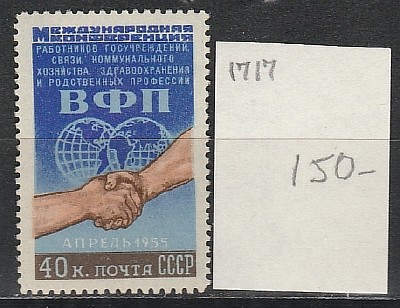 МЕЖДУНАРОДНАЯ
КОНФЕРЕНЦИЯ
РАБОТНИКОВ ГОСУЧРЕЖДЕНИЙ,
СВЯЗИ, КОММУНАЛЬНОГО
ХОЗЯЙСТВА, ЗДРАВООХРАНЕНИЯ
И РОДСТВЕННЫХ ПРОФЕССИЙ
ВФП
АПРЕЛЬ 1955
40 К. ПОЧТА СССР
1717
150-